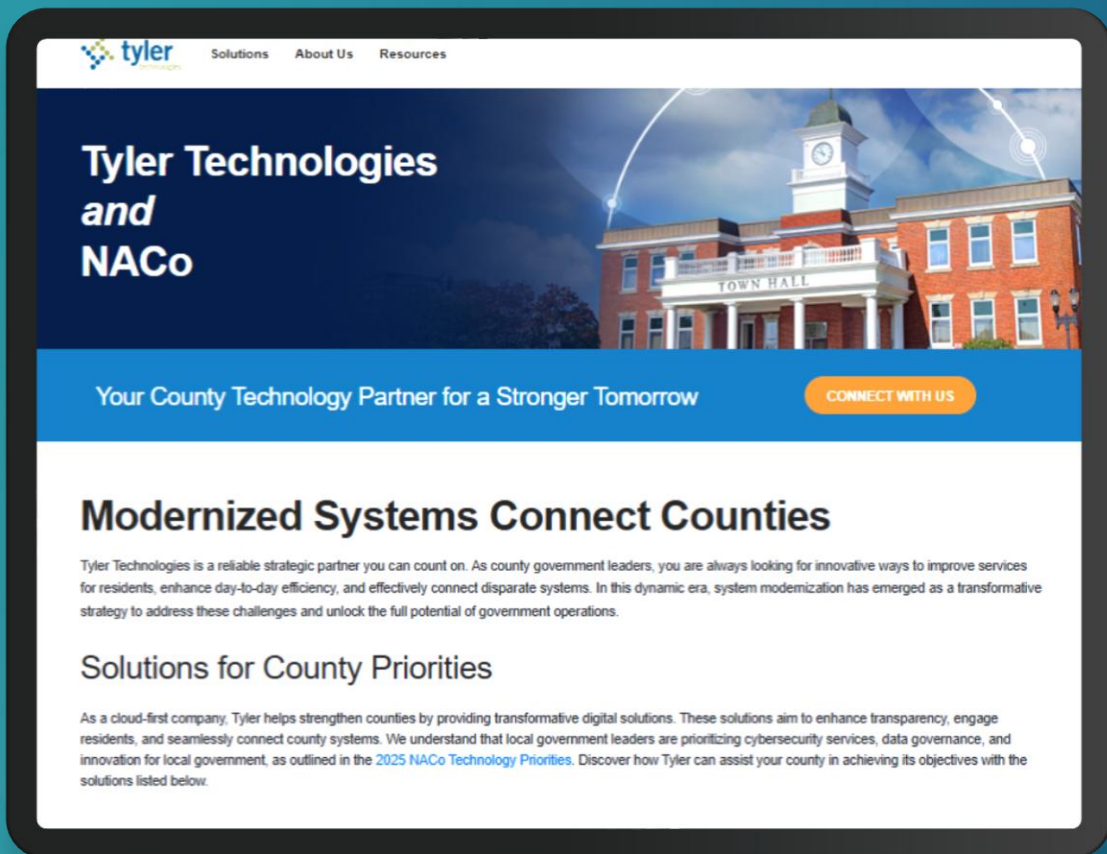 tyler
technologies
Solutions About Us Resources
Tyler Technologies
and
NACo
TOWN HALL
Your County Technology Partner for a Stronger Tomorrow
CONNECT WITH US
Modernized Systems Connect Counties
Tyler Technologies is a reliable strategic partner you can count on. As county government leaders, you are always looking for innovative ways to improve services
for residents, enhance day-to-day efficiency, and effectively connect disparate systems. In this dynamic era, system modernization has emerged as a transformative
strategy to address these challenges and unlock the full potential of government operations.
Solutions for County Priorities
As a cloud-first company, Tyler helps strengthen counties by providing transformative digital solutions. These solutions aim to enhance transparency, engage
residents, and seamlessly connect county systems. We understand that local government leaders are prioritizing cybersecurity services, data governance, and
innovation for local government, as outlined in the 2025 NACo Technology Priorities. Discover how Tyler can assist your county in achieving its objectives with the
solutions listed below.